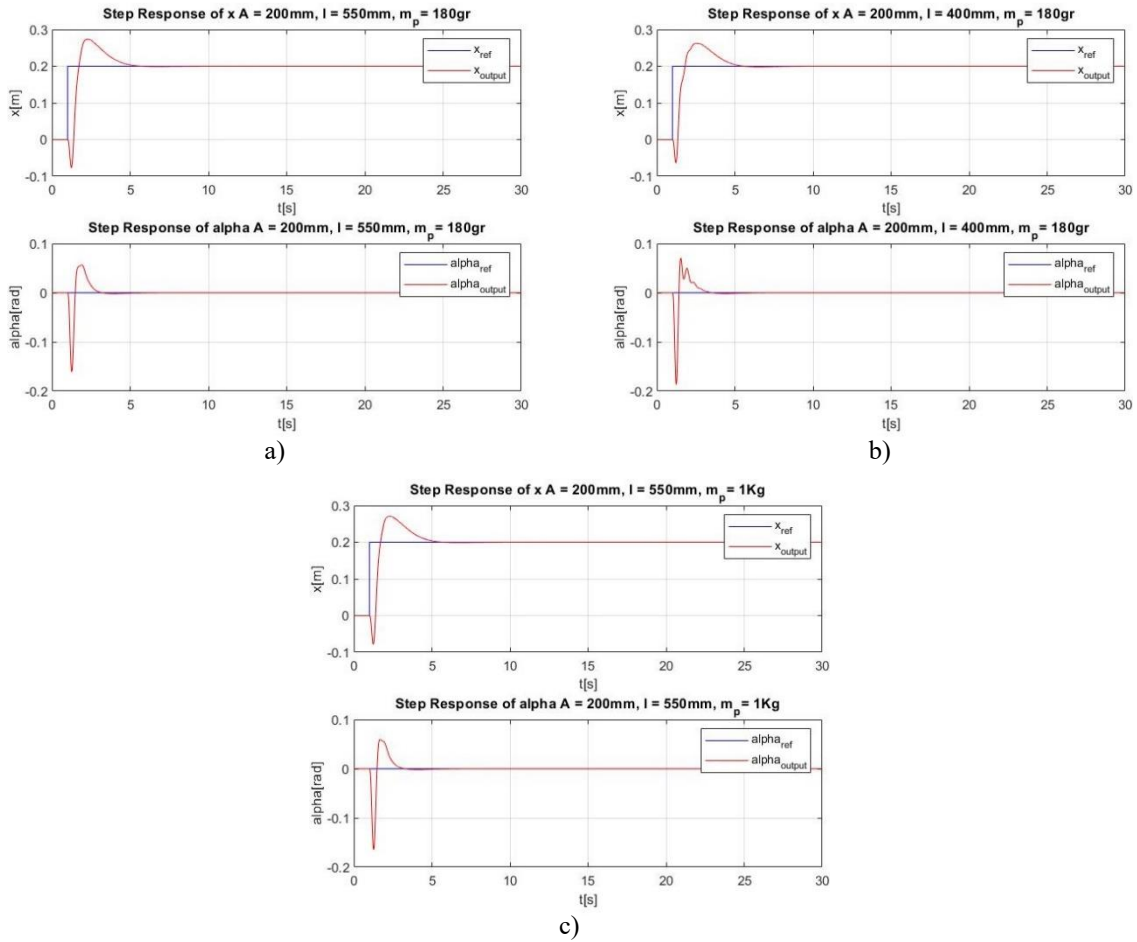 Step Response of x A = 200mm, l = 550mm, m_p = 180gr
0.3
0.2
0.1
0
-0.1
x[m]
x_ref
x_output
0 5 10 15 20 25 30
t[s]
Step Response of alpha A = 200mm, l = 550mm, m_p = 180gr
0.1
0
-0.1
-0.2
alpha[rad]
alpha_ref
alpha_output
0 5 10 15 20 25 30
t[s]
a)
Step Response of x A = 200mm, l = 400mm, m_p = 180gr
0.3
0.2
0.1
0
-0.1
x[m]
x_ref
x_output
0 5 10 15 20 25 30
t[s]
Step Response of alpha A = 200mm, l = 400mm, m_p = 180gr
0.1
0
-0.1
-0.2
alpha[rad]
alpha_ref
alpha_output
0 5 10 15 20 25 30
t[s]
b)
Step Response of x A = 200mm, l = 550mm, m_p = 1Kg
0.3
0.2
0.1
0
-0.1
x[m]
x_ref
x_output
0 5 10 15 20 25 30
t[s]
Step Response of alpha A = 200mm, l = 550mm, m_p = 1Kg
0.1
0
-0.1
-0.2
alpha[rad]
alpha_ref
alpha_output
0 5 10 15 20 25 30
t[s]
c)